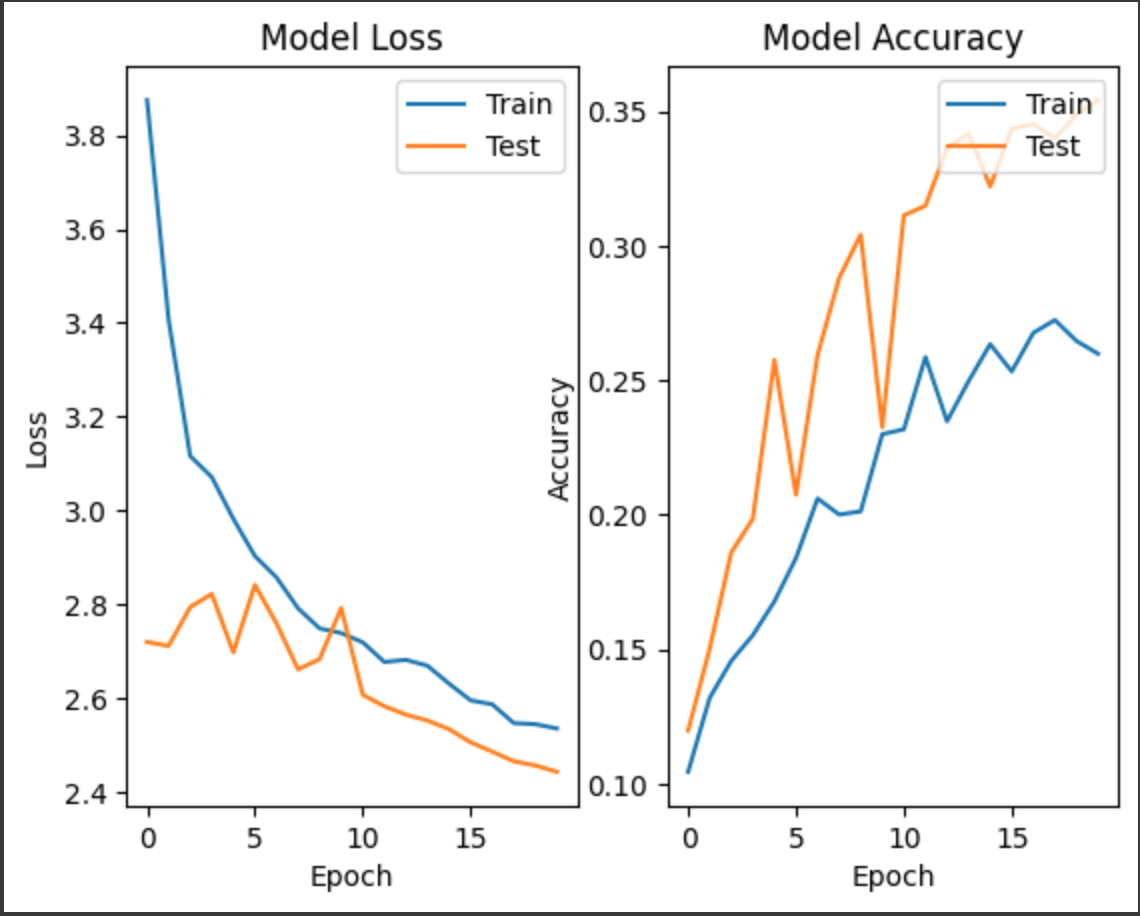 Model Loss
Train
Test
3.8
3.6
3.4
3.2
3.0
2.8
2.6
2.4
Loss
0
5
10
15
Epoch
Model Accuracy
Train
Test
0.35
0.30
0.25
0.20
0.15
0.10
Accuracy
0
5
10
15
Epoch